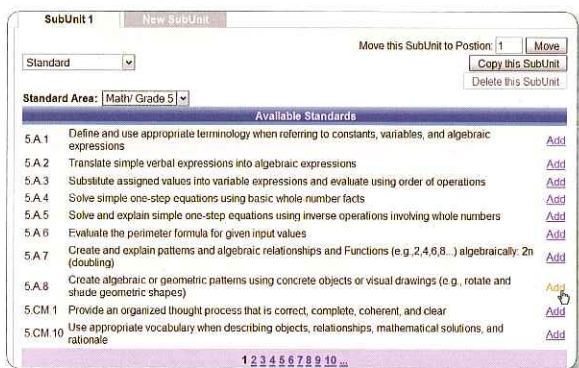 SubUnit 1
New SubUnit
Move this SubUnit to Postion: 1 Move
Standard
Copy this SubUnit
Delete this SubUnit
Standard Area: Math/ Grade 5
Available Standards
5.A.1 Define and use appropriate terminology when referring to constants, variables, and algebraic
expressions Add
5.A.2 Translate simple verbal expressions into algebraic expressions Add
5.A.3 Substitute assigned values into variable expressions and evaluate using order of operations Add
5.A.4 Solve simple one-step equations using basic whole-number facts Add
5.A.5 Solve and explain simple one-step equations using inverse operations involving whole numbers Add
5.A.6 Evaluate the perimeter formula for given input values Add
5.A.7 Create and explain patterns and algebraic relationships and Functions (e.g.,2,4,6,8...) algebraically: 2n
(doubling) Add
5.A.8 Create algebraic or geometric patterns using concrete objects or visual drawings (e.g., rotate and
shade geometric shapes) Add
5.CM.1 Provide an organized thought process that is correct, complete, coherent, and clear Add
5.CM.10 Use appropriate vocabulary when describing objects, relationships, mathematical solutions, and
rationale Add
1 2 3 4 5 6 7 8 9 10 ...